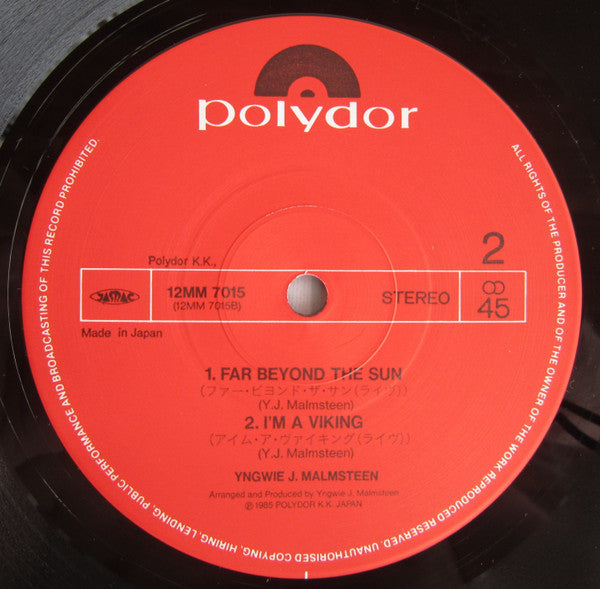 polydor
ALL RIGHTS OF THE PRODUCER AND OF THE OWNER OF THE WORK REPRODUCED RESERVED. UNAUTHORISED COPYING, HIRING, LENDING, PUBLIC PERFORMANCE AND BROADCASTING OF THIS RECORD PROHIBITED.
Polydor K.K.,
2
JASRAC
12MM 7015
(12MM 7015B)
STEREO
∞
45
Made in Japan
1. FAR BEYOND THE SUN
(ファー・ビヨンド・ザ・サン(ライヴ))
(Y.J. Malmsteen)
2. I'M A VIKING
(アイム・ア・ヴァイキング(ライヴ))
(Y.J. Malmsteen)
YNGWIE J. MALMSTEEN
Arranged and Produced by Yngwie J. Malmsteen
℗ 1985 POLYDOR K.K. JAPAN